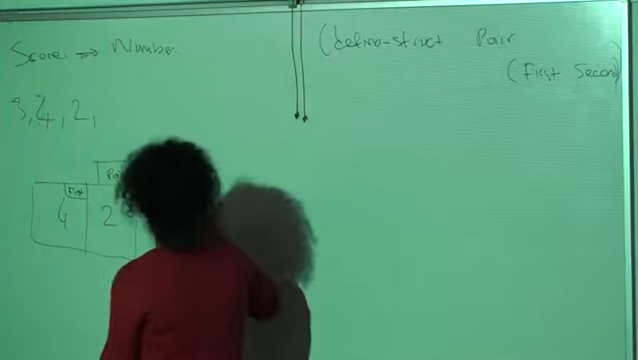 Score → Number
3, 4, 2,
First
4 2
(define-struct Pair
(First Second)